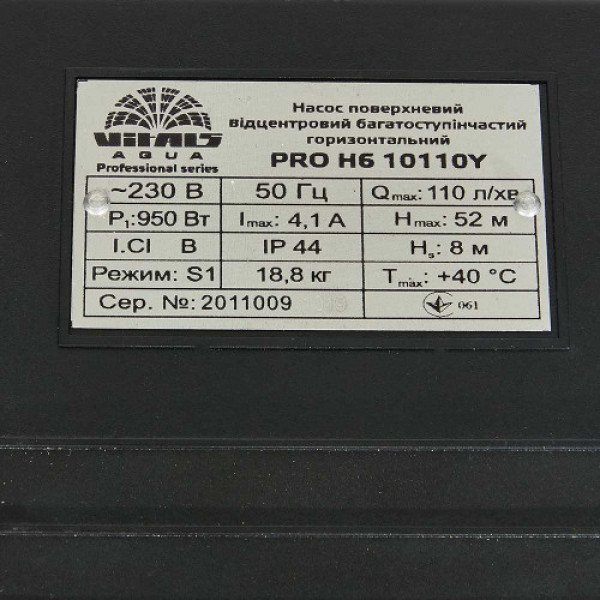 Насос поверхневий
відцентровий багатоступінчастий
горизонтальний
PRO H6 10110Y
Vitals
AQUA
Professional series
~230 В 50 Гц Qmax: 110 л/хв
P1:950 Вт Imax: 4,1 А Hmax: 52 м
I.Cl B IP 44 Hs: 8 м
Режим: S1 18,8 кг Tmax: +40 °C
Сер. №: 2011009 061